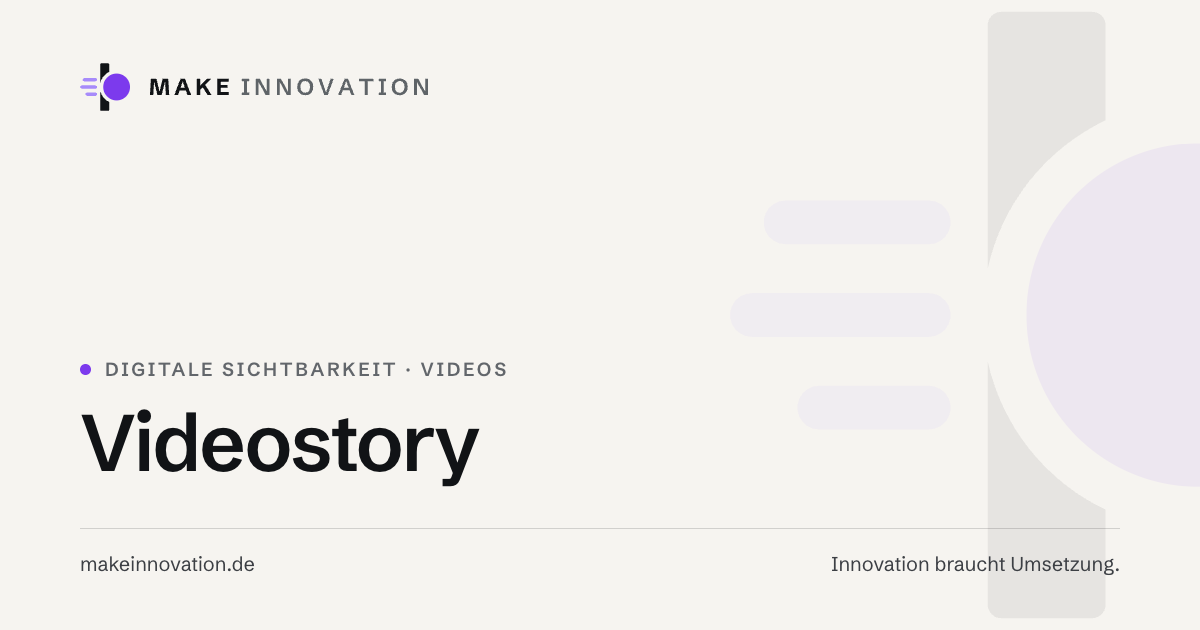 MAKE INNOVATION
DIGITALE SICHTBARKEIT · VIDEOS
Videostory
makeinnovation.de
Innovation braucht Umsetzung.